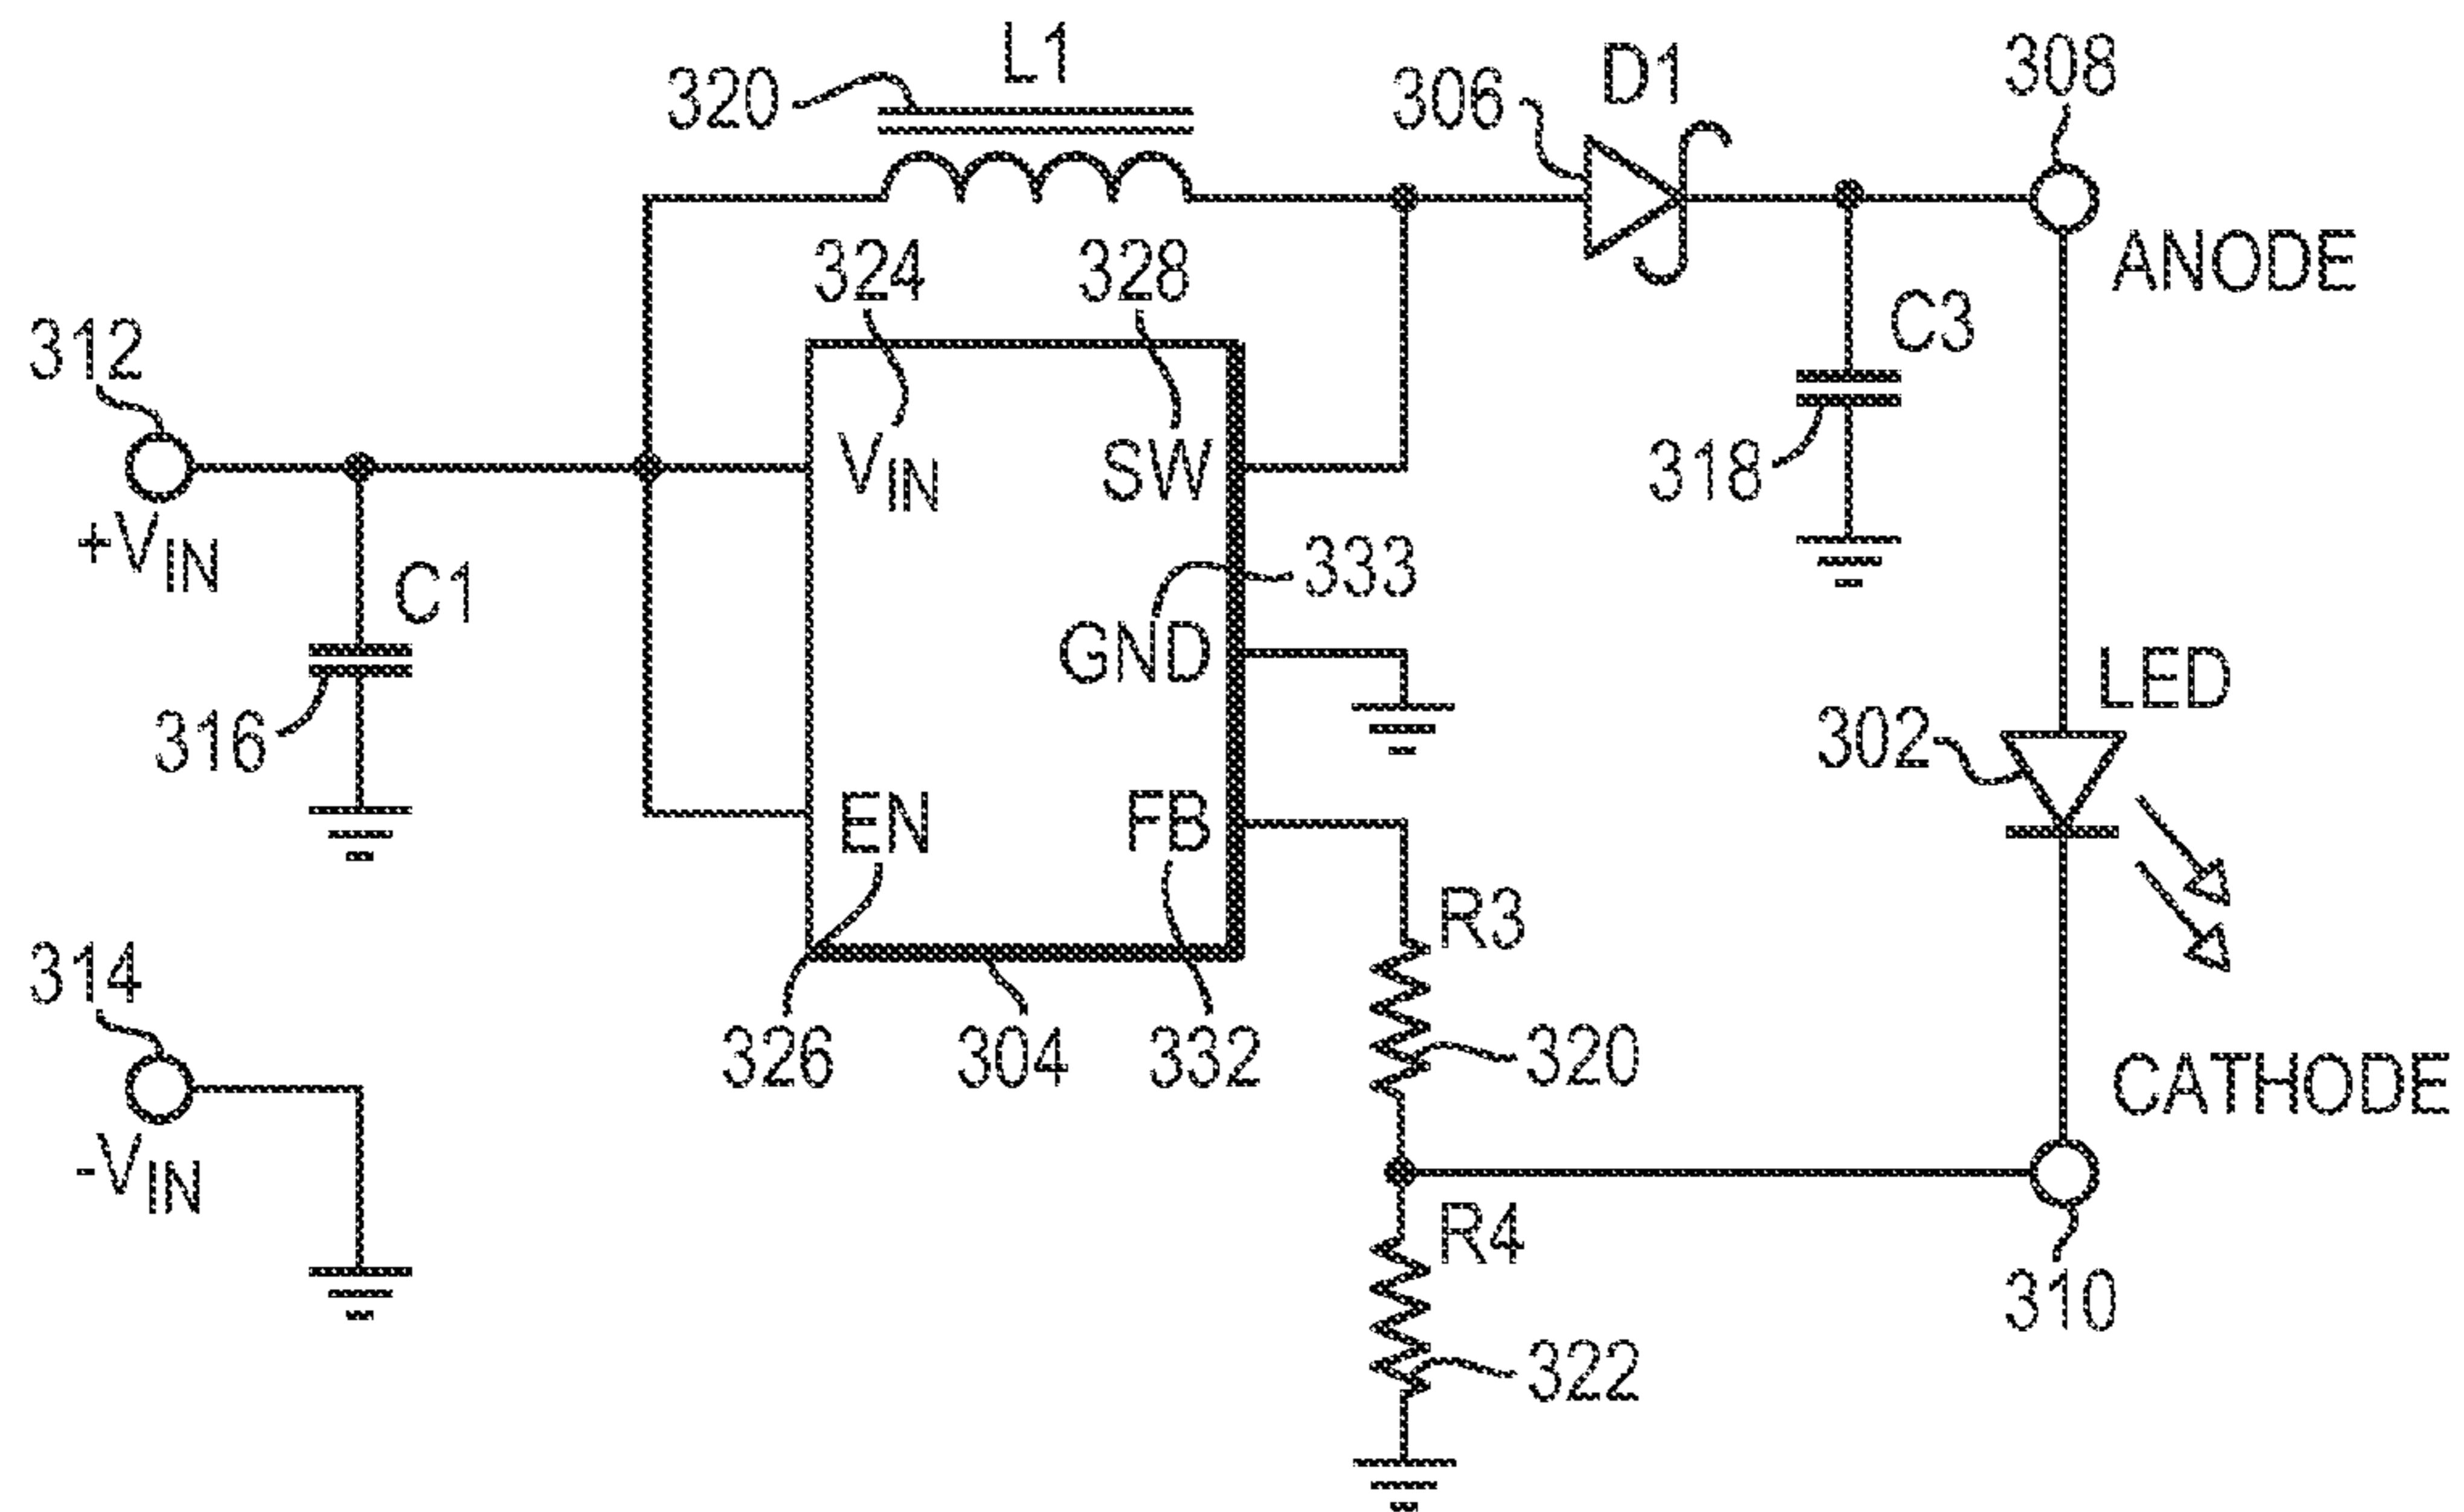 L1
320
306
D1
308
324
328
ANODE
312
C3
V_IN
SW
318
+V_IN
333
C1
GND
LED
316
302
EN
FB
R3
314
326
304
332
320
CATHODE
-V_IN
R4
310
322